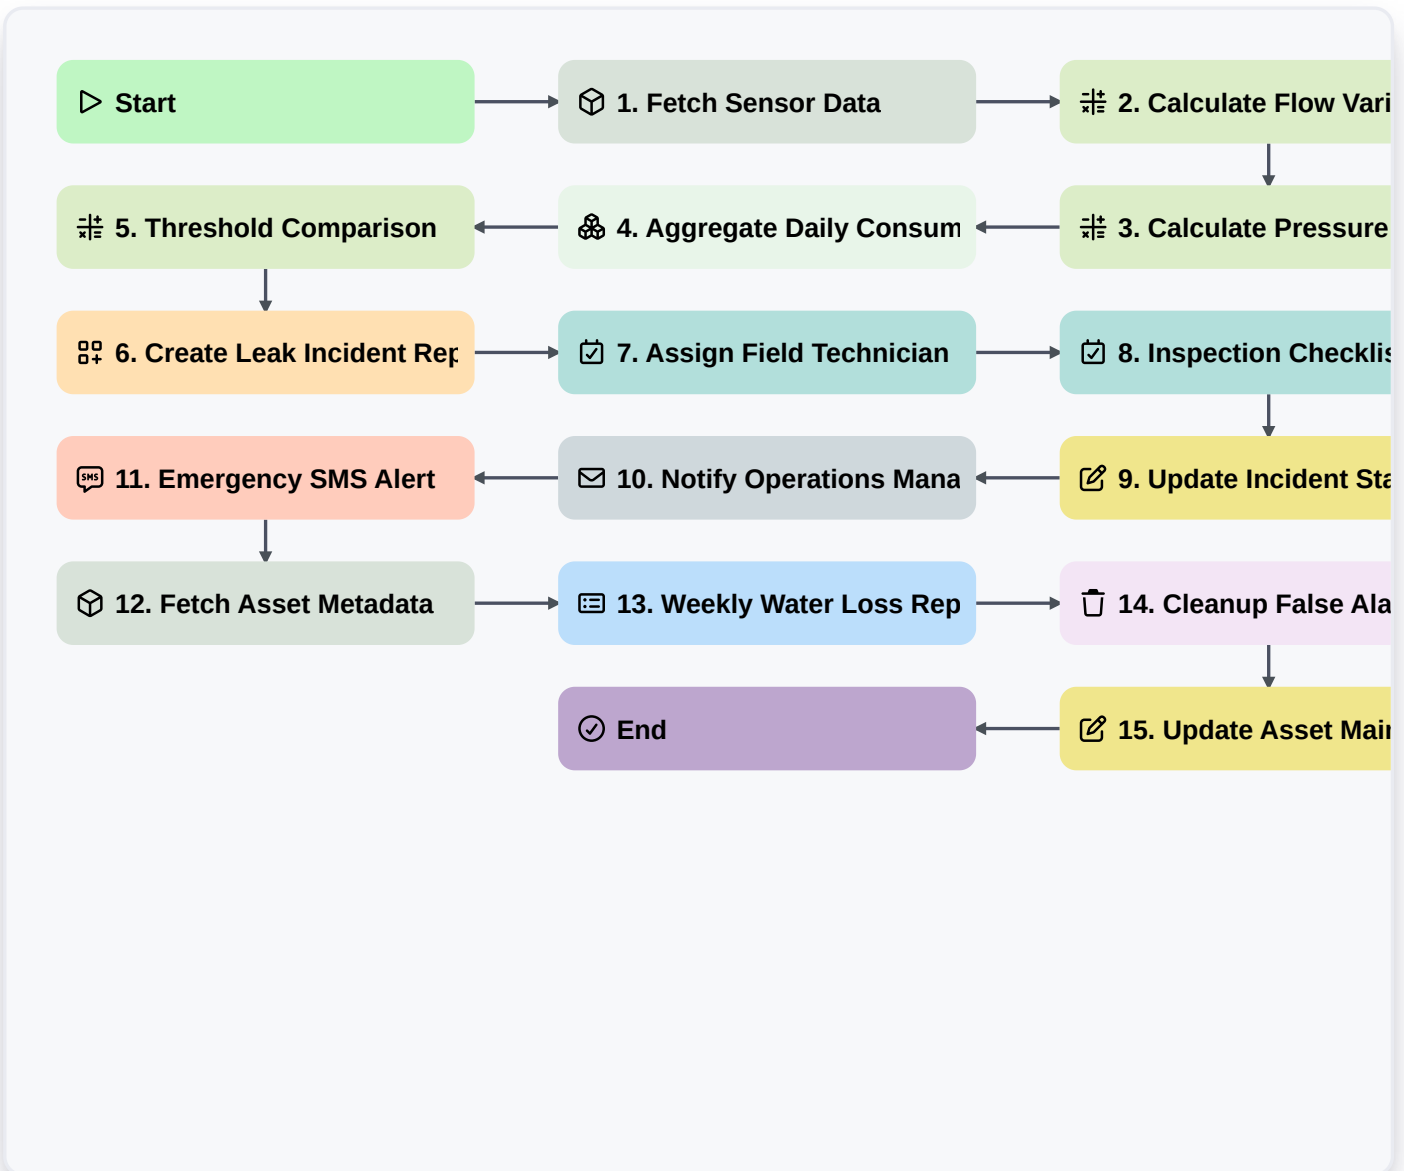 Start
1. Fetch Sensor Data
2. Calculate Flow Vari
5. Threshold Comparison
4. Aggregate Daily Consum
3. Calculate Pressure
6. Create Leak Incident Rep
7. Assign Field Technician
8. Inspection Checklis
11. Emergency SMS Alert
10. Notify Operations Mana
9. Update Incident Sta
12. Fetch Asset Metadata
13. Weekly Water Loss Rep
14. Cleanup False Ala
End
15. Update Asset Main